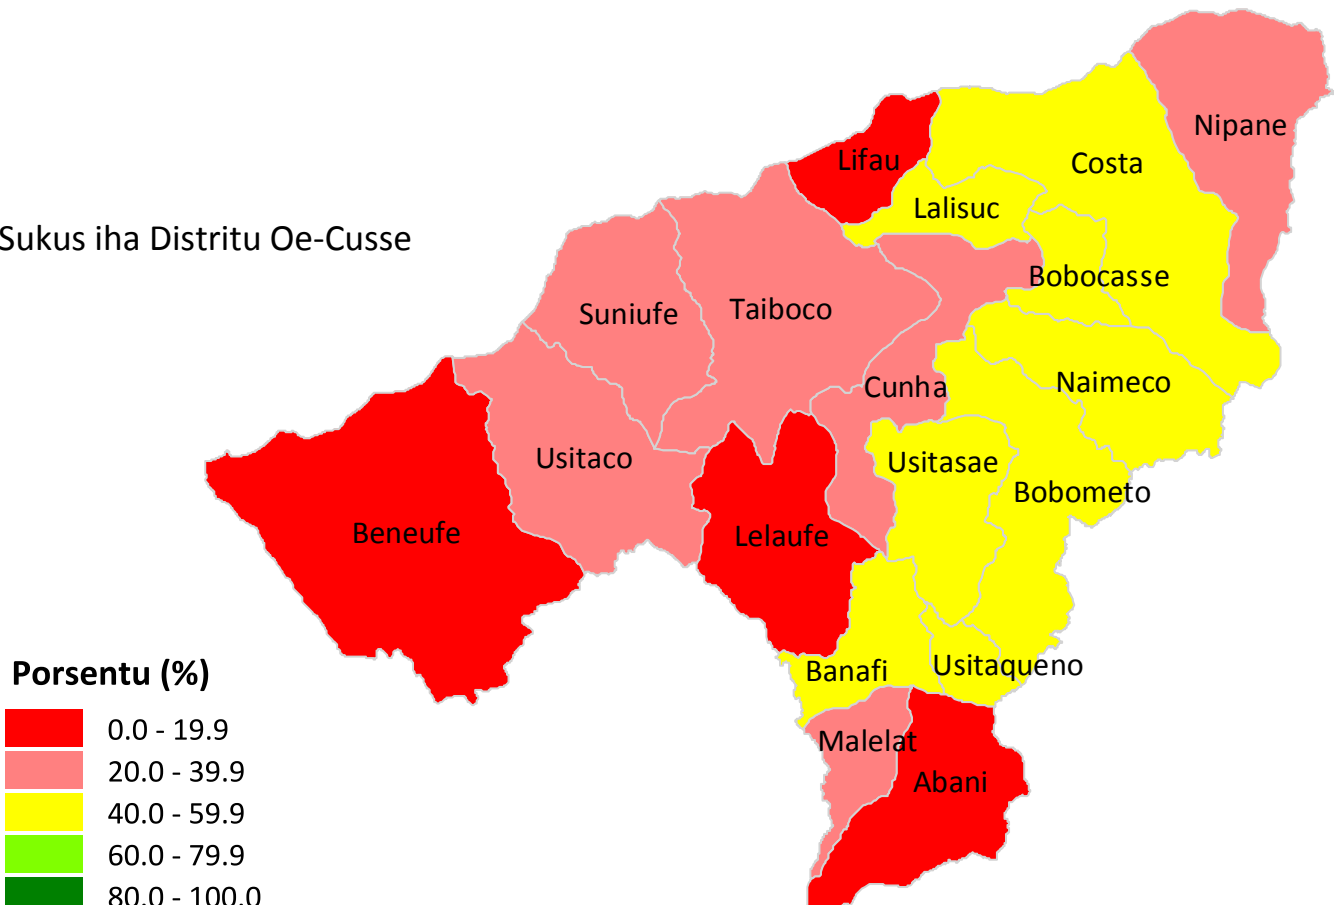 Nipane
Lifau
Costa
Lalisuc
Sukus iha Distritu Oe-Cusse
Bobocasse
Suniufe
Taiboco
Naimeco
Cunha
Usitaco
Usitasae
Bobometo
Beneufe
Lelaufe
Banafi
Usitaqueno
Porsentu (%)
0.0 - 19.9
Malelat
20.0 - 39.9
Abani
40.0 - 59.9
60.0 - 79.9
80.0 - 100.0